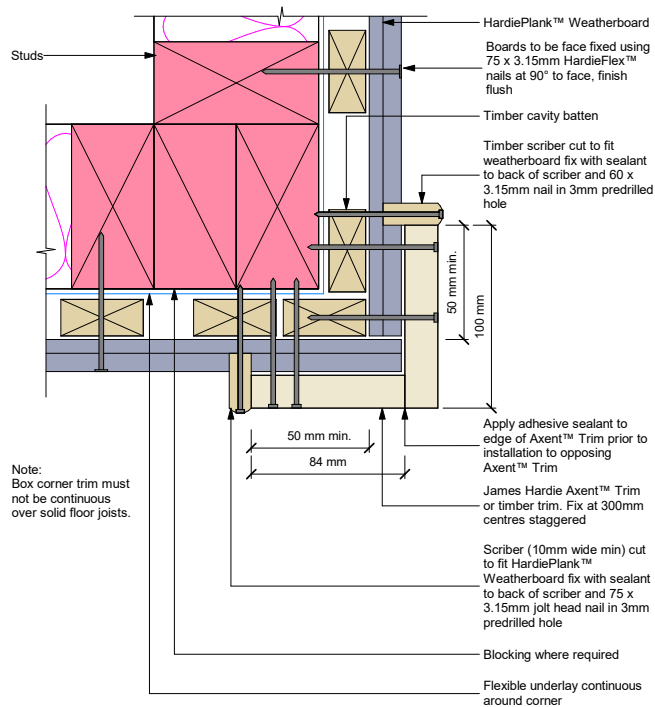 HardiePlank™ Weatherboard
Studs
Boards to be face fixed using
75 x 3.15mm HardieFlex™
nails at 90° to face, finish
flush
Timber cavity batten
Timber scriber cut to fit
weatherboard fix with sealant
to back of scriber and 60 x
3.15mm nail in 3mm predrilled
hole
50 mm min.
100 mm
50 mm min.
84 mm
Apply adhesive sealant to
edge of Axent™ Trim prior to
installation to opposing
Axent™ Trim
Note:
Box corner trim must
not be continuous
over solid floor joists.
James Hardie Axent™ Trim
or timber trim. Fix at 300mm
centres staggered
Scriber (10mm wide min) cut
to fit HardiePlank™
Weatherboard fix with sealant
to back of scriber and 75 x
3.15mm jolt head nail in 3mm
predrilled hole
Blocking where required
Flexible underlay continuous
around corner